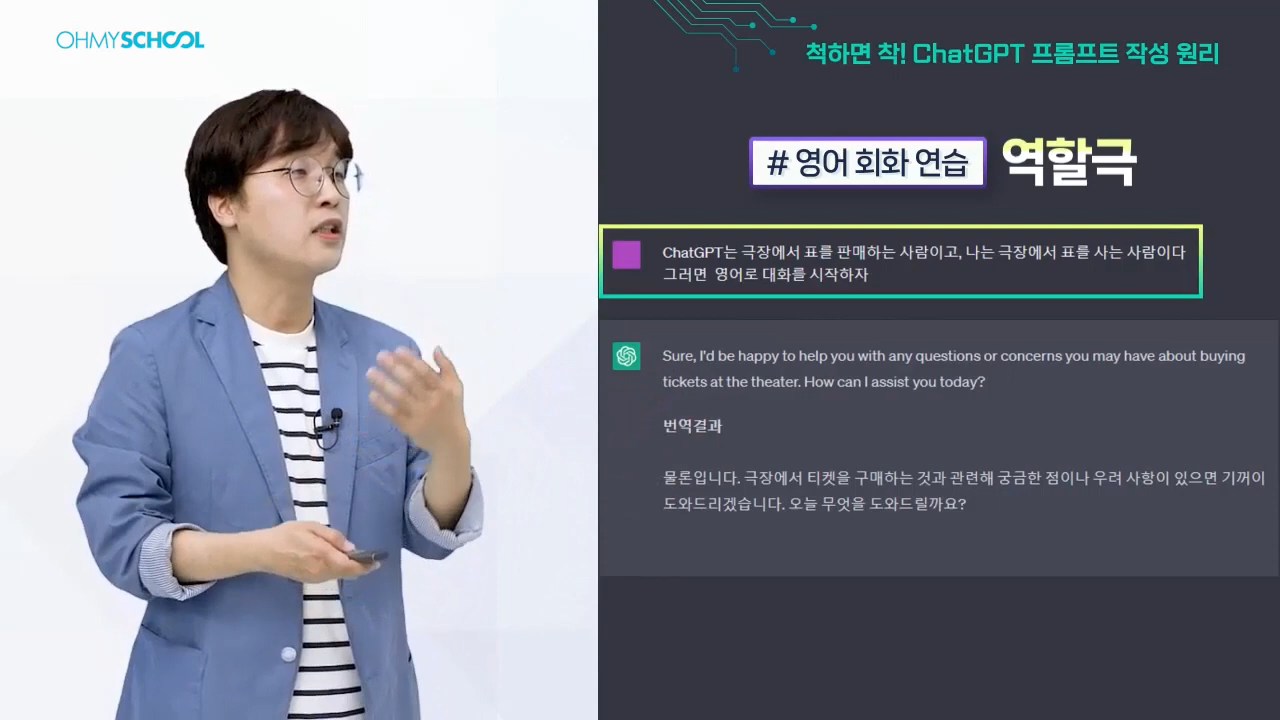 OHMYSCHOOL
척하면 착! ChatGPT 프롬프트 작성 원리
# 영어 회화 연습 역할극
ChatGPT는 극장에서 표를 판매하는 사람이고, 나는 극장에서 표를 사는 사람이다
그러면 영어로 대화를 시작하자
Sure, I'd be happy to help you with any questions or concerns you may have about buying
tickets at the theater. How can I assist you today?
번역결과
물론입니다. 극장에서 티켓을 구매하는 것과 관련해 궁금한 점이나 우려 사항이 있으면 기꺼이
도와드리겠습니다. 오늘 무엇을 도와드릴까요?